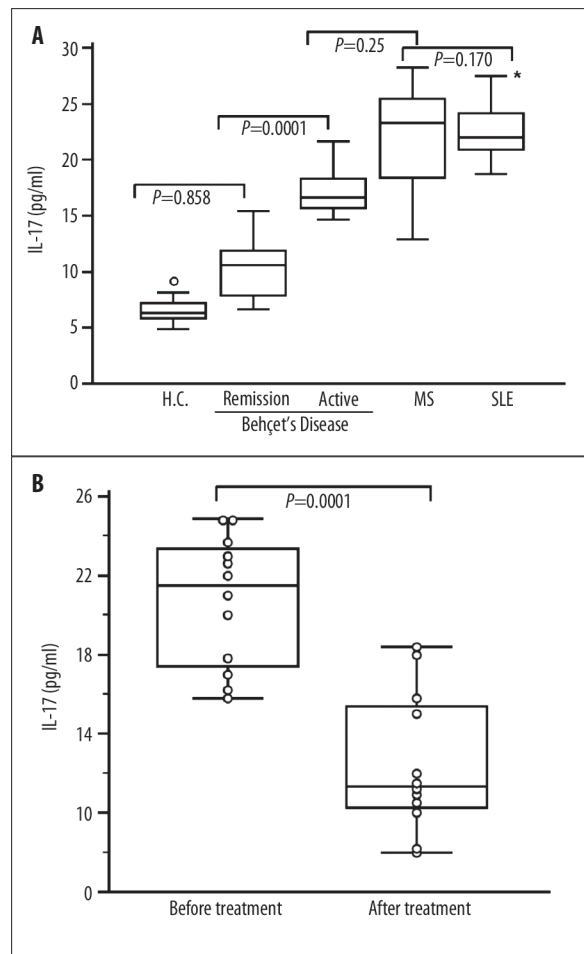 A
30
25
20
15
10
5
0
IL-17 (pg/ml)
P=0.858
P=0.0001
P=0.25
P=0.170
*
H.C.
Remission
Active
MS
SLE
Behçet's Disease
B
26
22
18
14
10
0
IL-17 (pg/ml)
P=0.0001
Before treatment
After treatment